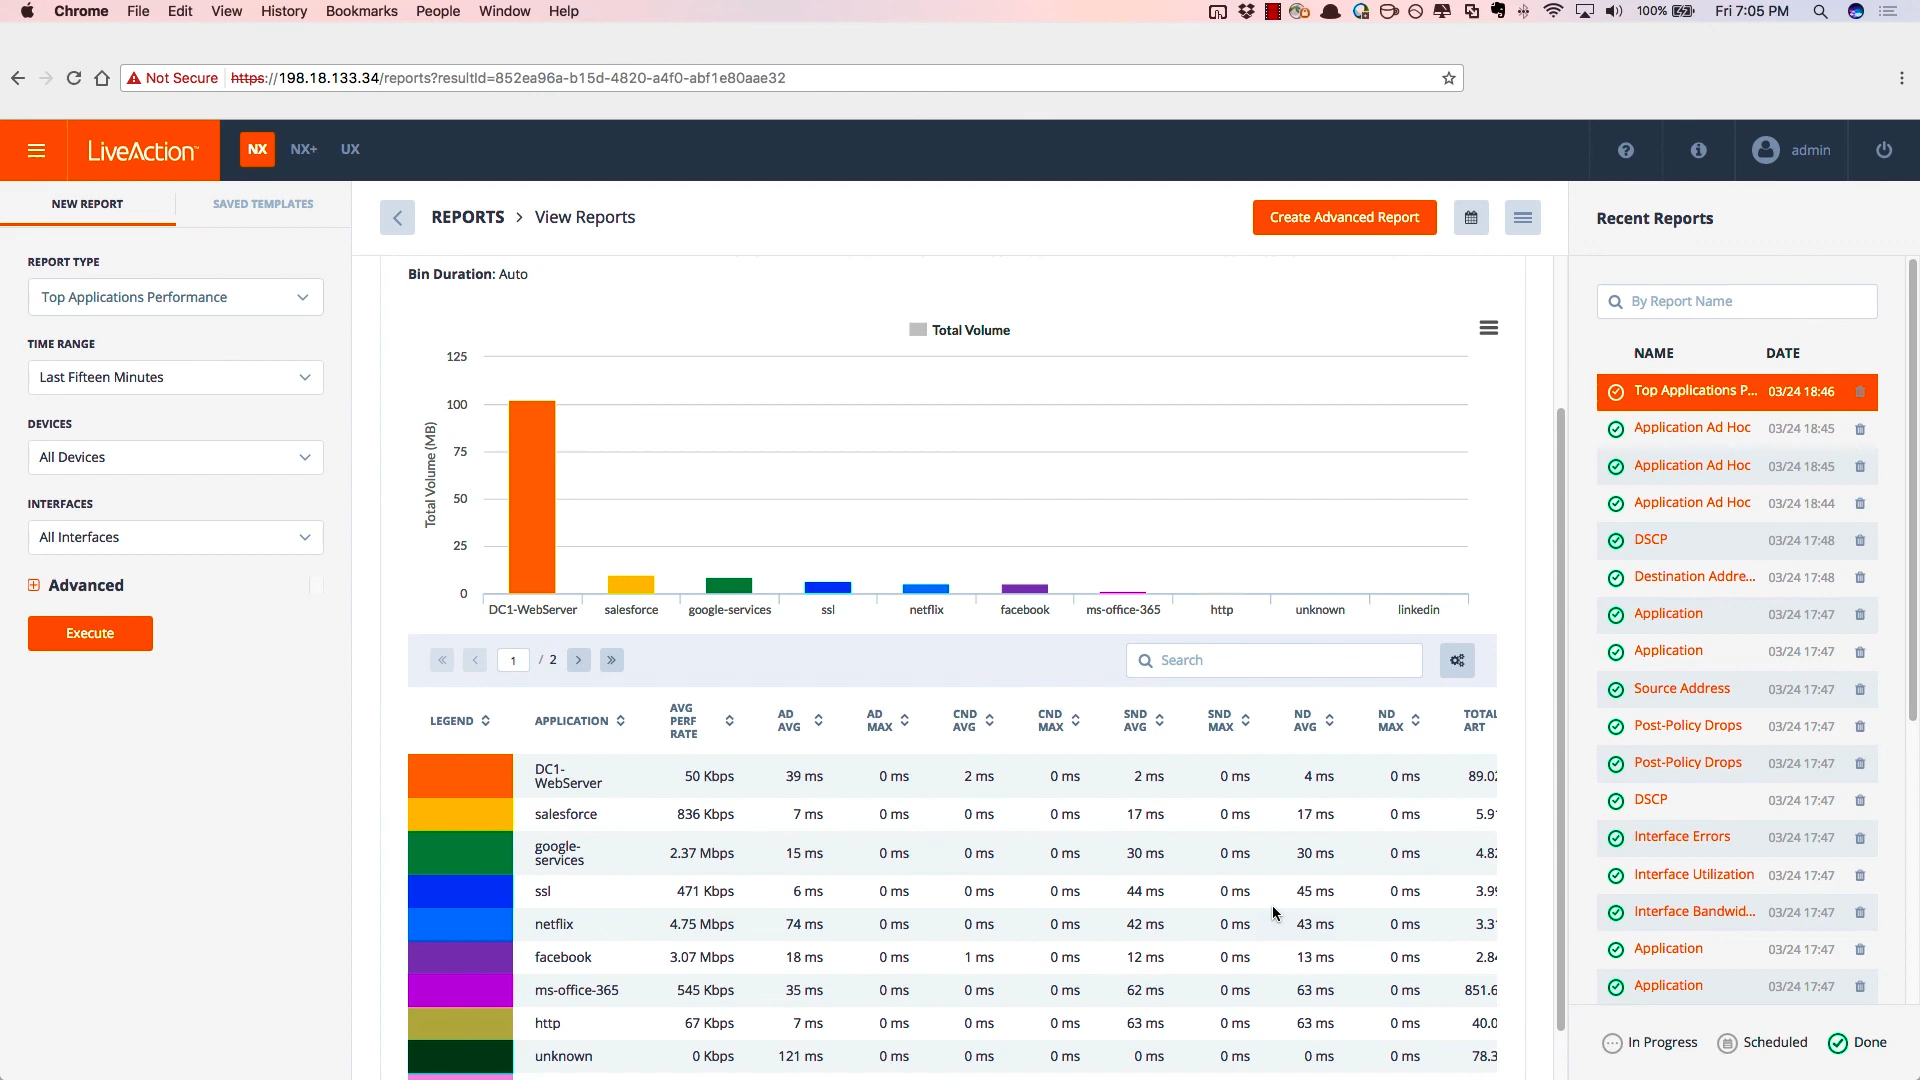 Chrome File Edit View History Bookmarks People Window Help 100% Fri 7:05 PM
Not Secure https://198.18.133.34/reports?resultId=852ea96a-b15d-4820-a4f0-abf1e80aae32
LiveAction NX NX+ UX admin
NEW REPORT SAVED TEMPLATES
REPORT TYPE
Top Applications Performance
TIME RANGE
Last Fifteen Minutes
DEVICES
All Devices
INTERFACES
All Interfaces
Advanced
Execute
REPORTS > View Reports Create Advanced Report
Bin Duration: Auto
Total Volume
Total Volume (MB)
125
100
75
50
25
0
DC1-WebServer salesforce google-services ssl netflix facebook ms-office-365 http unknown linkedin
« < 1 / 2 > » Search
LEGEND APPLICATION AVG PERF RATE AD AVG AD MAX CND AVG CND MAX SND AVG SND MAX ND AVG ND MAX TOTAL ART
DC1-WebServer 50 Kbps 39 ms 0 ms 2 ms 0 ms 2 ms 0 ms 4 ms 0 ms 89.02
salesforce 836 Kbps 7 ms 0 ms 0 ms 0 ms 17 ms 0 ms 17 ms 0 ms 5.9
google-services 2.37 Mbps 15 ms 0 ms 0 ms 0 ms 30 ms 0 ms 30 ms 0 ms 4.82
ssl 471 Kbps 6 ms 0 ms 0 ms 0 ms 44 ms 0 ms 45 ms 0 ms 3.99
netflix 4.75 Mbps 74 ms 0 ms 0 ms 0 ms 42 ms 0 ms 43 ms 0 ms 3.3
facebook 3.07 Mbps 18 ms 0 ms 1 ms 0 ms 12 ms 0 ms 13 ms 0 ms 2.84
ms-office-365 545 Kbps 35 ms 0 ms 0 ms 0 ms 62 ms 0 ms 63 ms 0 ms 851.6
http 67 Kbps 7 ms 0 ms 0 ms 0 ms 63 ms 0 ms 63 ms 0 ms 40.0
unknown 0 Kbps 121 ms 0 ms 0 ms 0 ms 0 ms 0 ms 0 ms 0 ms 78.3
Recent Reports
By Report Name
NAME DATE
Top Applications P... 03/24 18:46
Application Ad Hoc 03/24 18:45
Application Ad Hoc 03/24 18:45
Application Ad Hoc 03/24 18:44
DSCP 03/24 17:48
Destination Addre... 03/24 17:48
Application 03/24 17:47
Application 03/24 17:47
Source Address 03/24 17:47
Post-Policy Drops 03/24 17:47
Post-Policy Drops 03/24 17:47
DSCP 03/24 17:47
Interface Errors 03/24 17:47
Interface Utilization 03/24 17:47
Interface Bandwid... 03/24 17:47
Application 03/24 17:47
Application 03/24 17:47
In Progress Scheduled Done